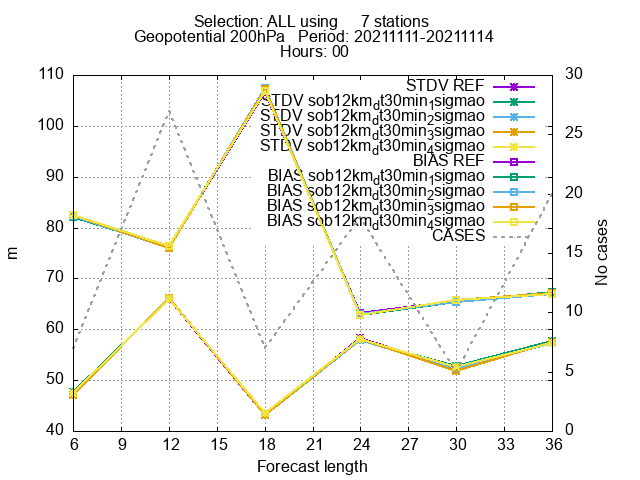 Selection: ALL using 7 stations
Geopotential 200hPa Period: 20211111-20211114
Hours: 00
110
100
90
80
70
60
50
40
m
30
25
20
15
10
5
0
No cases
STDV REF
STDV sob12km_dt30min_1sigmao
STDV sob12km_dt30min_2sigmao
STDV sob12km_dt30min_3sigmao
STDV sob12km_dt30min_4sigmao
BIAS REF
BIAS sob12km_dt30min_1sigmao
BIAS sob12km_dt30min_2sigmao
BIAS sob12km_dt30min_3sigmao
BIAS sob12km_dt30min_4sigmao
CASES
6 9 12 15 18 21 24 27 30 33 36
Forecast length